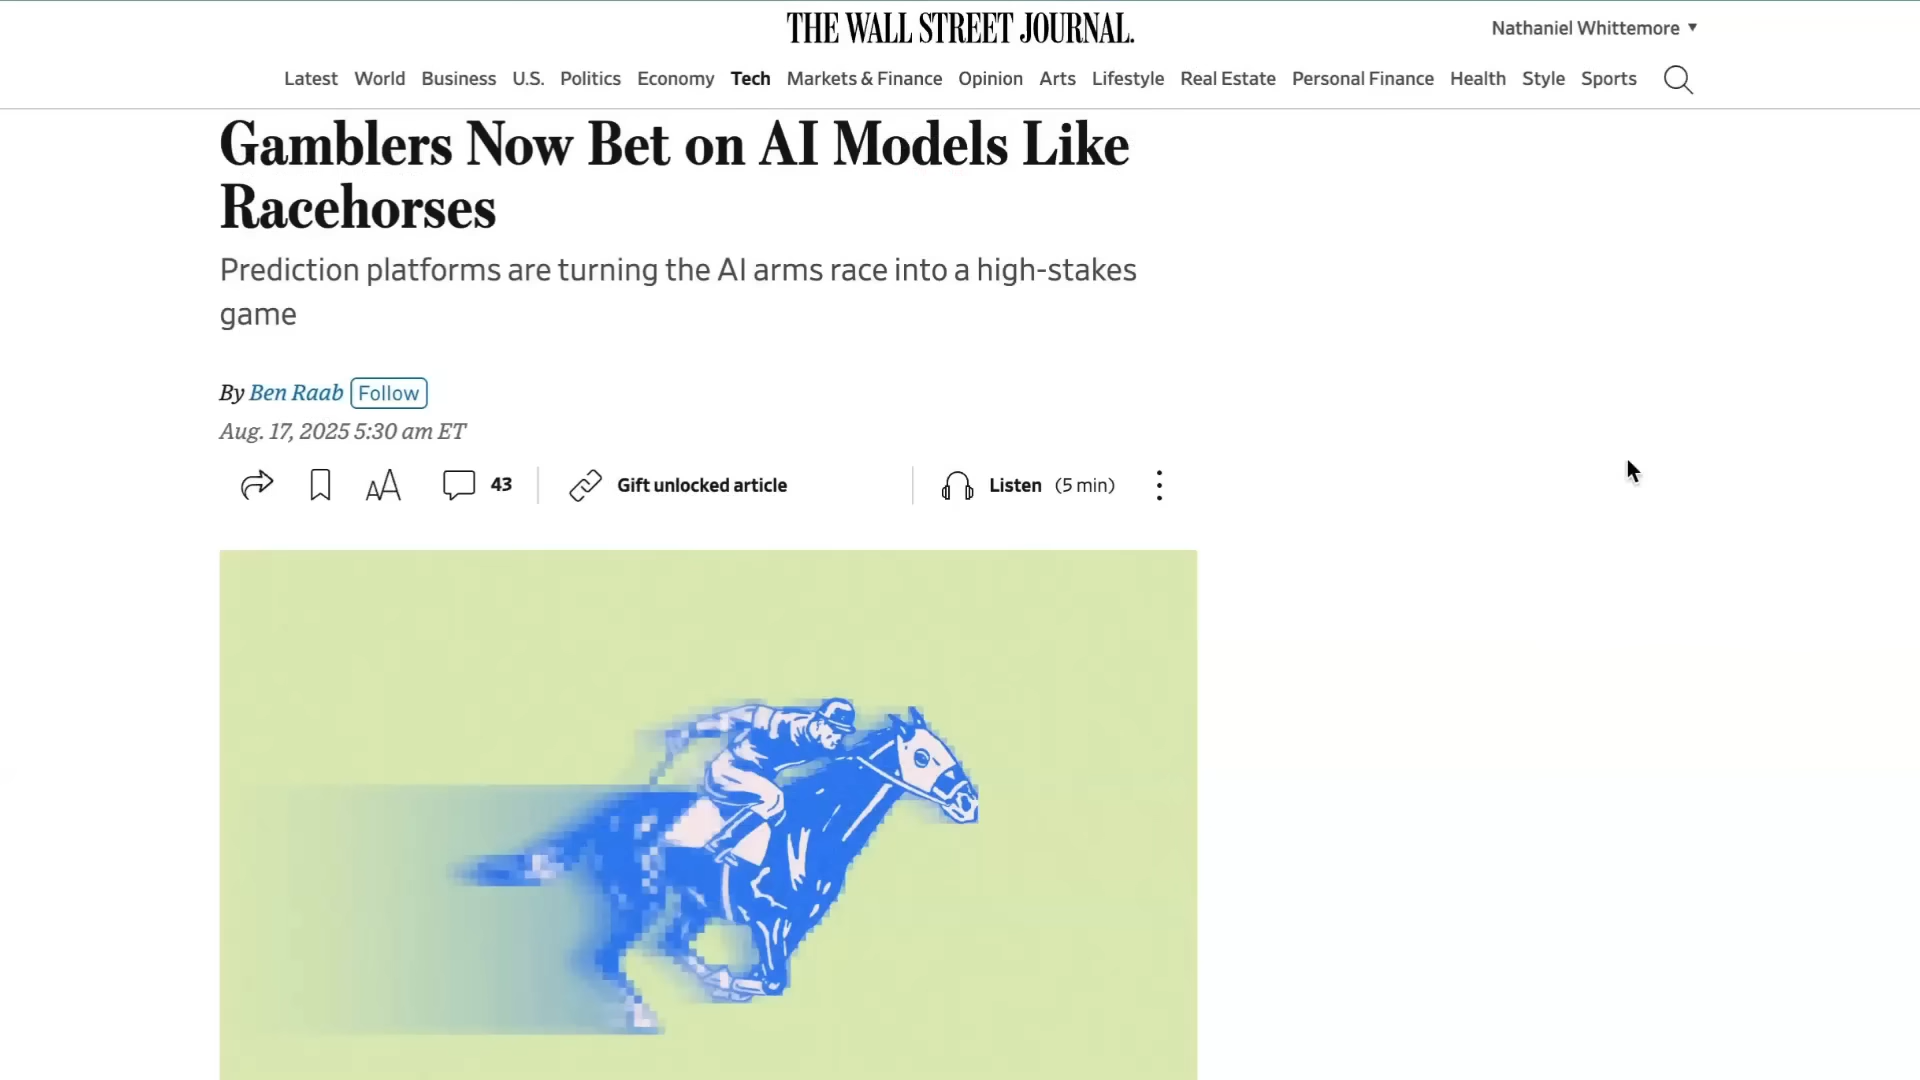 THE WALL STREET JOURNAL.
Nathaniel Whittemore
Latest World Business U.S. Politics Economy Tech Markets & Finance Opinion Arts Lifestyle Real Estate Personal Finance Health Style Sports
Gamblers Now Bet on AI Models Like
Racehorses
Prediction platforms are turning the AI arms race into a high-stakes
game
By Ben Raab Follow
Aug. 17, 2025 5:30 am ET
AA 43 Gift unlocked article Listen (5 min)